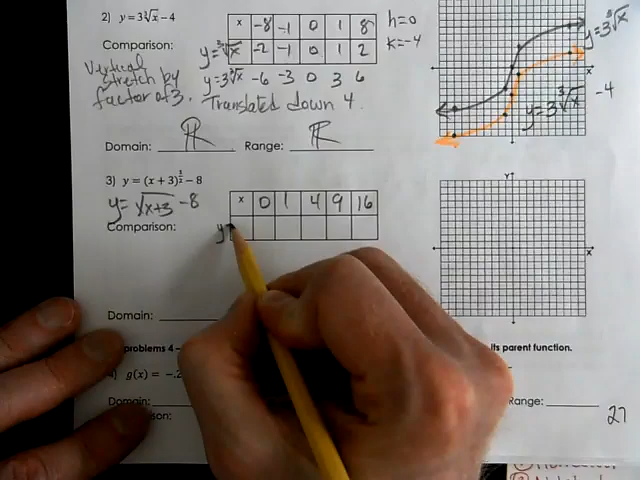 2) y = 3∛x - 4
x -8 -1 0 1 8
h=0
k=-4
Comparison:
y=∛x -2 -1 0 1 2
Vertical
stretch by
factor of 3.
y=3∛x -6 -3 0 3 6
Translated down 4.
y=3∛x
x
y=3∛x -4
Domain: ℝ Range: ℝ
3) y = (x + 3)^½ - 8
y=√x+3 -8
x 0 1 4 9 16
Comparison:
y
Y
X
Domain:
problems 4 -
its parent function.
g(x) = -.2
Domain:
Range:
27